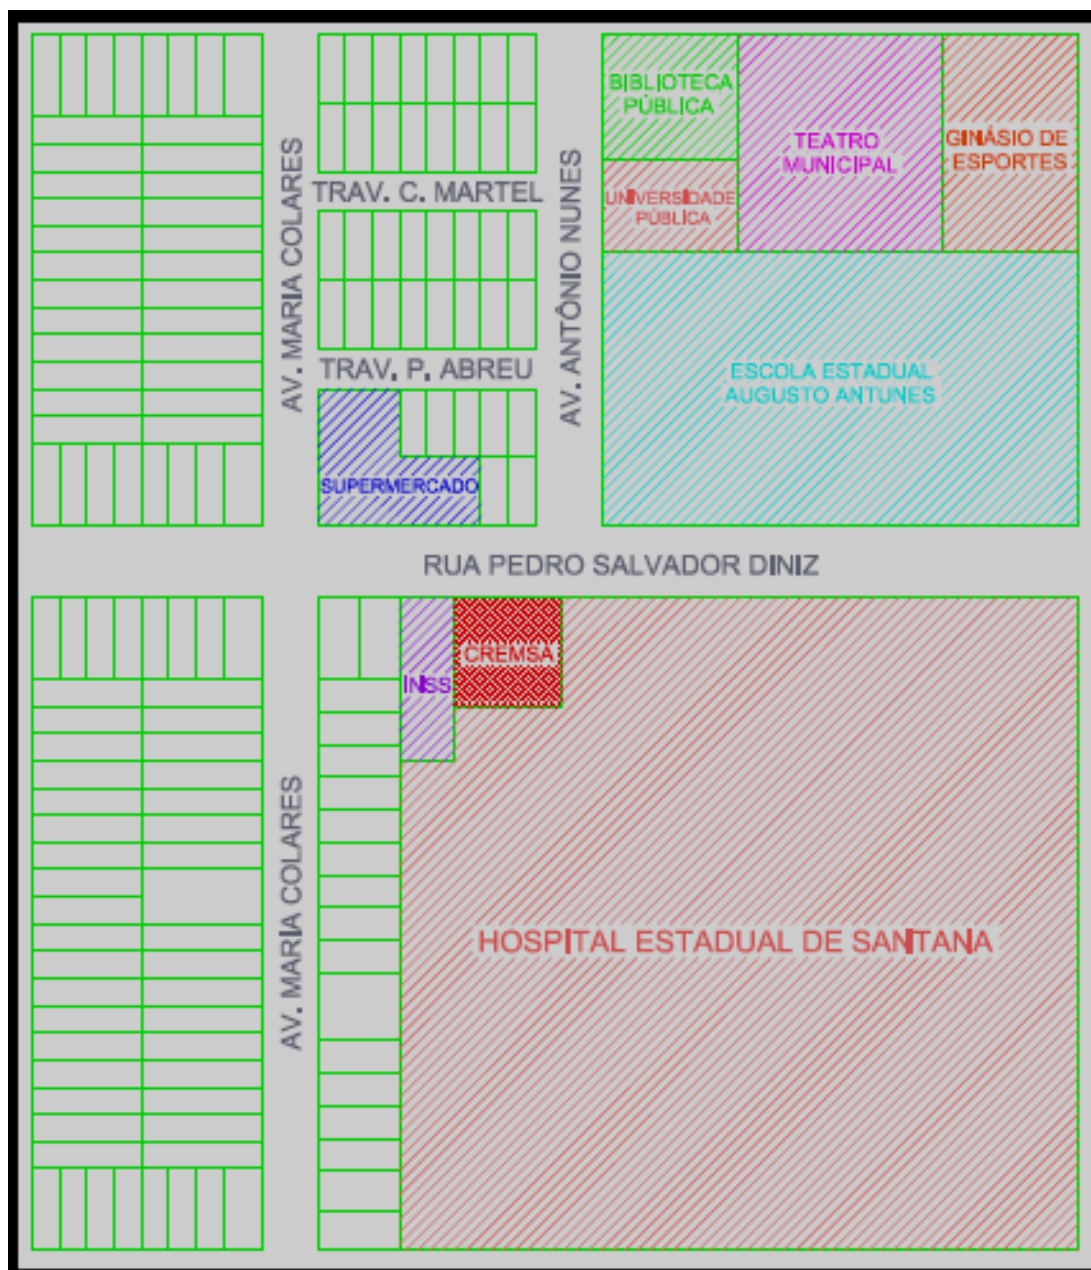 BIBLIOTECA
PÚBLICA
TEATRO
MUNICIPAL
GINÁSIO DE
ESPORTES
UNIVERSIDADE
PÚBLICA
AV. MARIA COLARES
TRAV. C. MARTEL
AV. ANTÔNIO NUNES
TRAV. P. ABREU
ESCOLA ESTADUAL
AUGUSTO ANTUNES
SUPERMERCADO
RUA PEDRO SALVADOR DINIZ
CREMSA
INSS
AV. MARIA COLARES
HOSPITAL ESTADUAL DE SANTANA